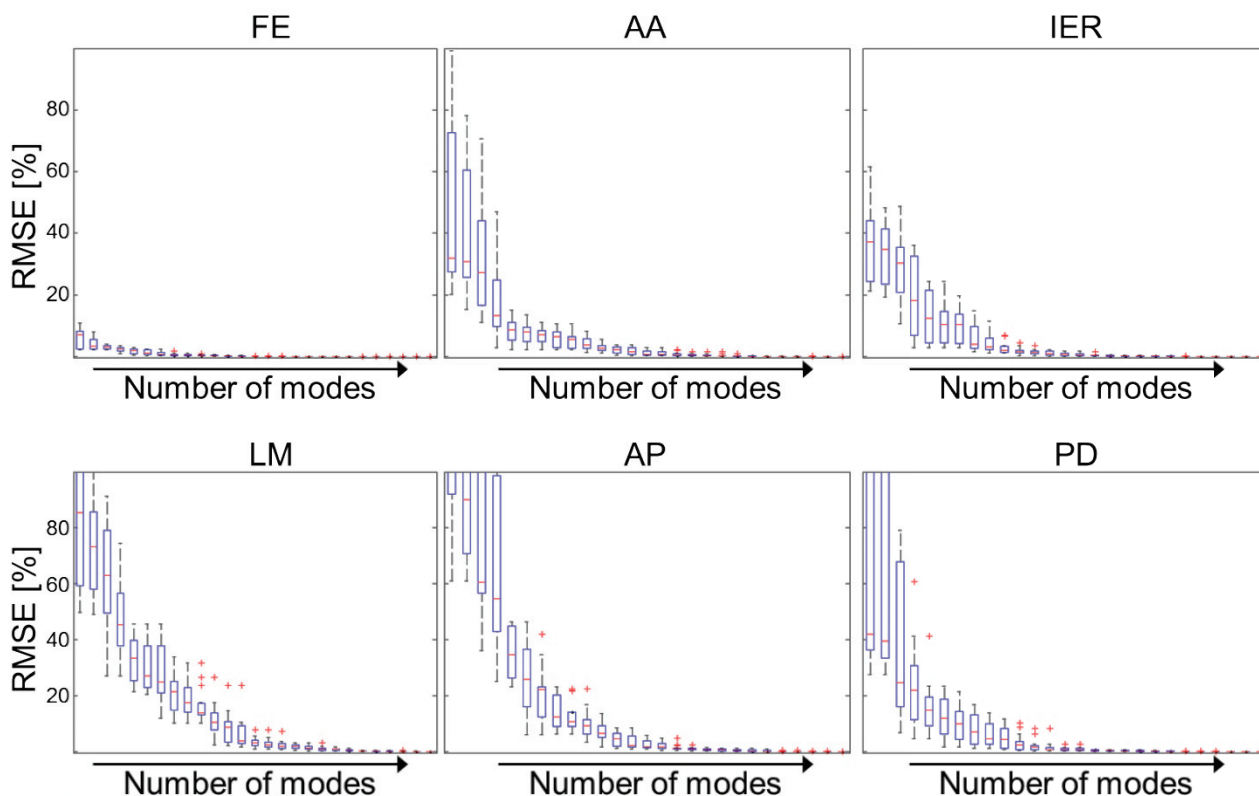 FE
AA
IER
RMSE [%]
80
60
40
20
Number of modes
Number of modes
Number of modes
LM
AP
PD
RMSE [%]
80
60
40
20
Number of modes
Number of modes
Number of modes